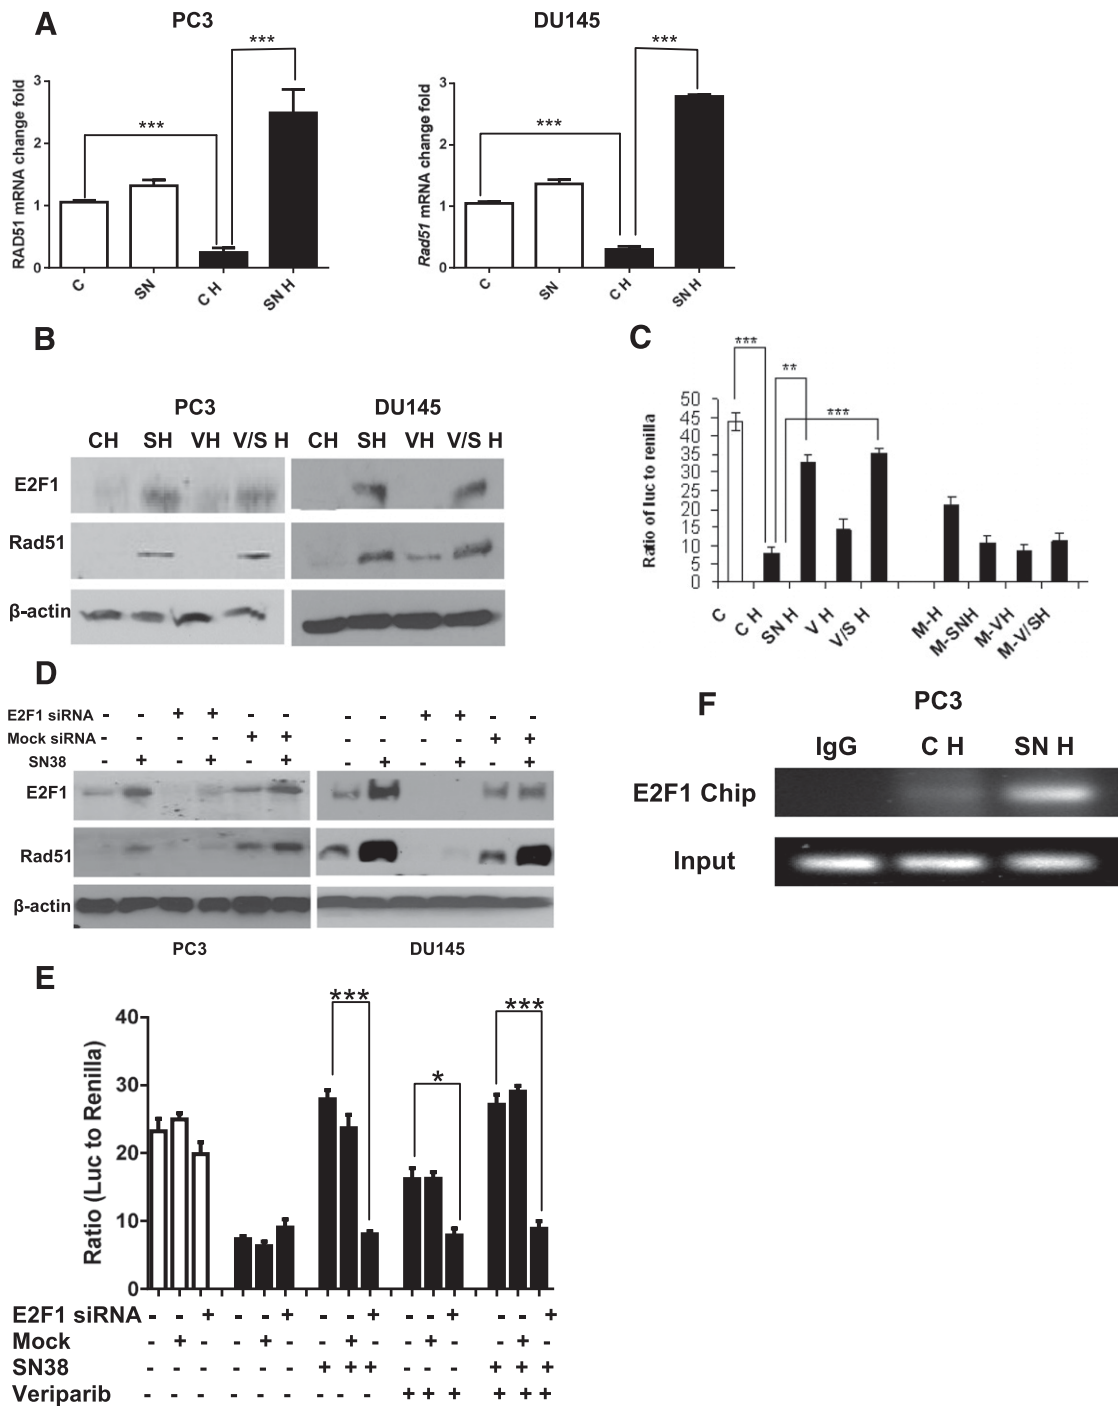 A
PC3
DU145
***
***
***
***
RAD51 mRNA change fold
3
2
1
0
C
SN
C H
SN H
Rad51 mRNA change fold
3
2
1
0
C
SN
C H
SN H
B
PC3
DU145
CH SH VH V/S H
CH SH VH V/S H
E2F1
Rad51
β-actin
C
***
**
***
Ratio of luc to renilla
50
45
40
35
30
25
20
15
10
5
0
C
C H
SN H
V H
V/S H
M-H
M-SNH
M-VH
M-V/SH
D
E2F1 siRNA - - + + - - - - + + - -
Mock siRNA - - - - + + - - - - + +
SN38 - + - + - + - + - + - +
E2F1
Rad51
β-actin
PC3
DU145
F
PC3
IgG C H SN H
E2F1 Chip
Input
E
***
*
***
Ratio (Luc to Renilla)
40
30
20
10
0
E2F1 siRNA - - + - - + - - + - - + - - +
Mock - + - - + - - + - - + - - + -
SN38 - - - - - - + + + - - - + + +
Veriparib - - - - - - - - - + + + + + +